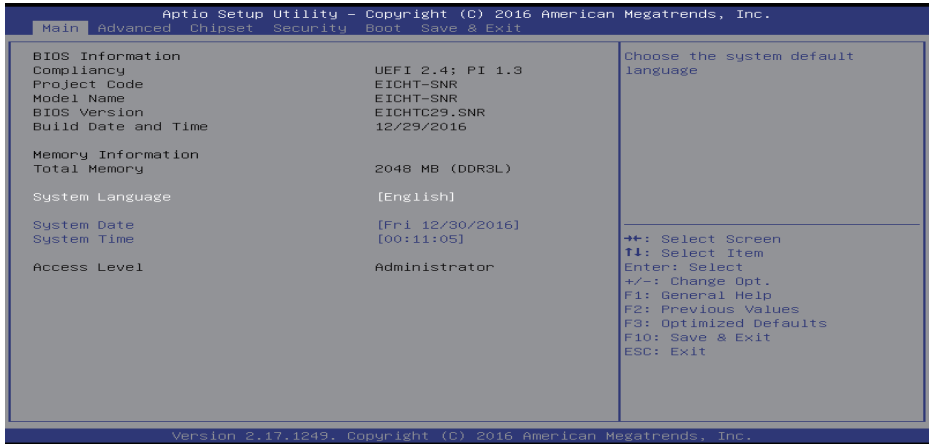 Aptio Setup Utility – Copyright (C) 2016 American Megatrends, Inc.
Main Advanced Chipset Security Boot Save & Exit
BIOS Information
Compliancy UEFI 2.4; PI 1.3
Project Code EICHT-SNR
Model Name EICHT-SNR
BIOS Version EICHTC29.SNR
Build Date and Time 12/29/2016
Memory Information
Total Memory 2048 MB (DDR3L)
System Language [English]
System Date [Fri 12/30/2016]
System Time [00:11:05]
Access Level Administrator
Choose the system default
language
→←: Select Screen
↑↓: Select Item
Enter: Select
+/-: Change Opt.
F1: General Help
F2: Previous Values
F3: Optimized Defaults
F10: Save & Exit
ESC: Exit
Version 2.17.1249. Copyright (C) 2016 American Megatrends, Inc.